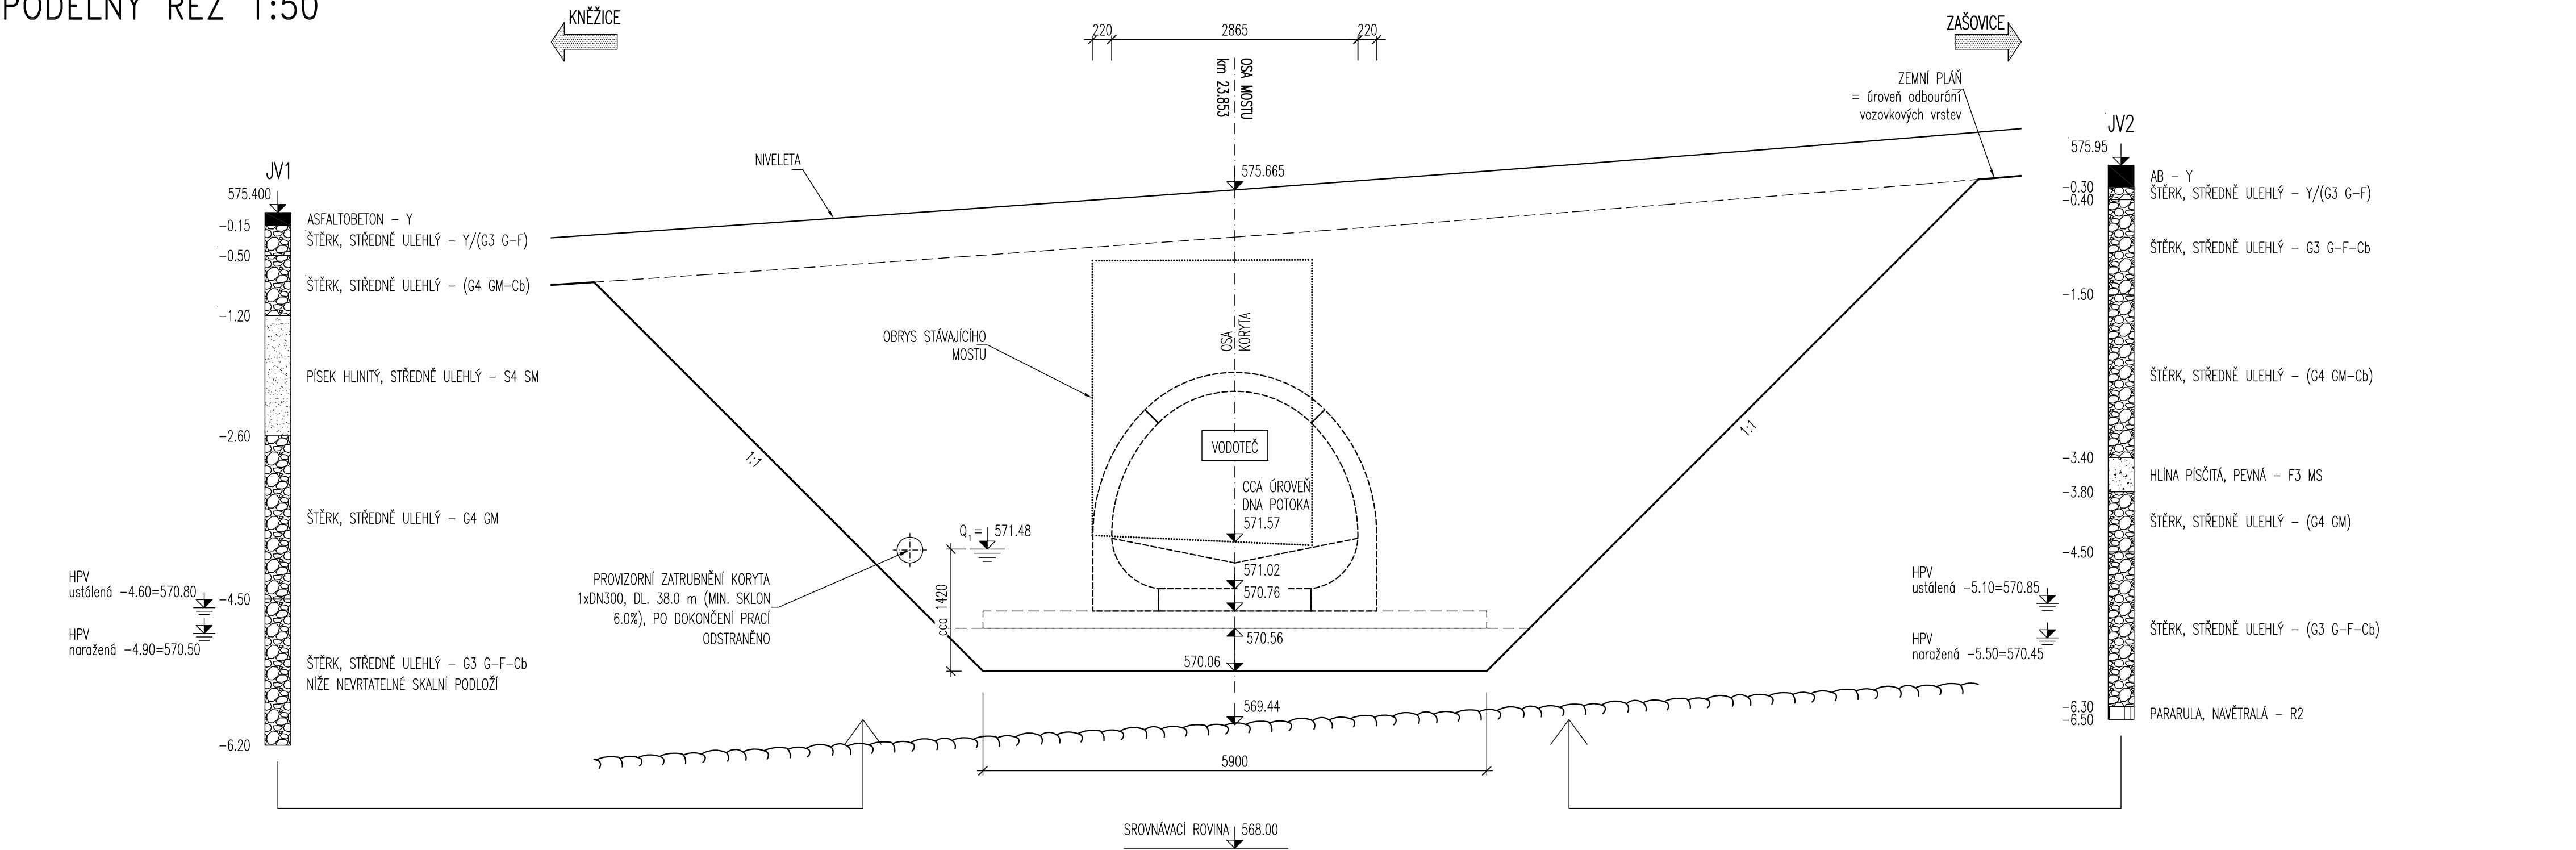 PODÉLNÝ ŘEZ 1:50
KNĚŽICE
ZAŠOVICE
220
2865
220
OSA MOSTU
km 23.853
ZEMNÍ PLÁŇ
= úroveň odbourání
vozovkových vrstev
NIVELETA
575.665
JV1
575.400
-0.15
-0.50
-1.20
-2.60
-4.50
-6.20
ASFALTOBETON - Y
ŠTĚRK, STŘEDNĚ ULEHLÝ - Y/(G3 G-F)
ŠTĚRK, STŘEDNĚ ULEHLÝ - (G4 GM-Cb)
PÍSEK HLINITÝ, STŘEDNĚ ULEHLÝ - S4 SM
ŠTĚRK, STŘEDNĚ ULEHLÝ - G4 GM
ŠTĚRK, STŘEDNĚ ULEHLÝ - G3 G-F-Cb
NÍŽE NEVRTATELNÉ SKALNÍ PODLOŽÍ
HPV
ustálená -4.60=570.80
HPV
naražená -4.90=570.50
OBRYS STÁVAJÍCÍHO
MOSTU
OSA
KORYTA
VODOTEČ
1:1
1:1
CCA ÚROVEŇ
DNA POTOKA
571.57
Q₁= 571.48
571.02
570.76
570.56
570.06
569.44
cca 1420
PROVIZORNÍ ZATRUBNĚNÍ KORYTA
1xDN300, DL. 38.0 m (MIN. SKLON
6.0%), PO DOKONČENÍ PRACÍ
ODSTRANĚNO
5900
SROVNÁVACÍ ROVINA 568.00
JV2
575.95
-0.30
-0.40
-1.50
-3.40
-3.80
-4.50
-6.30
-6.50
AB - Y
ŠTĚRK, STŘEDNĚ ULEHLÝ - Y/(G3 G-F)
ŠTĚRK, STŘEDNĚ ULEHLÝ - G3 G-F-Cb
ŠTĚRK, STŘEDNĚ ULEHLÝ - (G4 GM-Cb)
HLÍNA PÍSČITÁ, PEVNÁ - F3 MS
ŠTĚRK, STŘEDNĚ ULEHLÝ - (G4 GM)
ŠTĚRK, STŘEDNĚ ULEHLÝ - (G3 G-F-Cb)
PARARULA, NAVĚTRALÁ - R2
HPV
ustálená -5.10=570.85
HPV
naražená -5.50=570.45